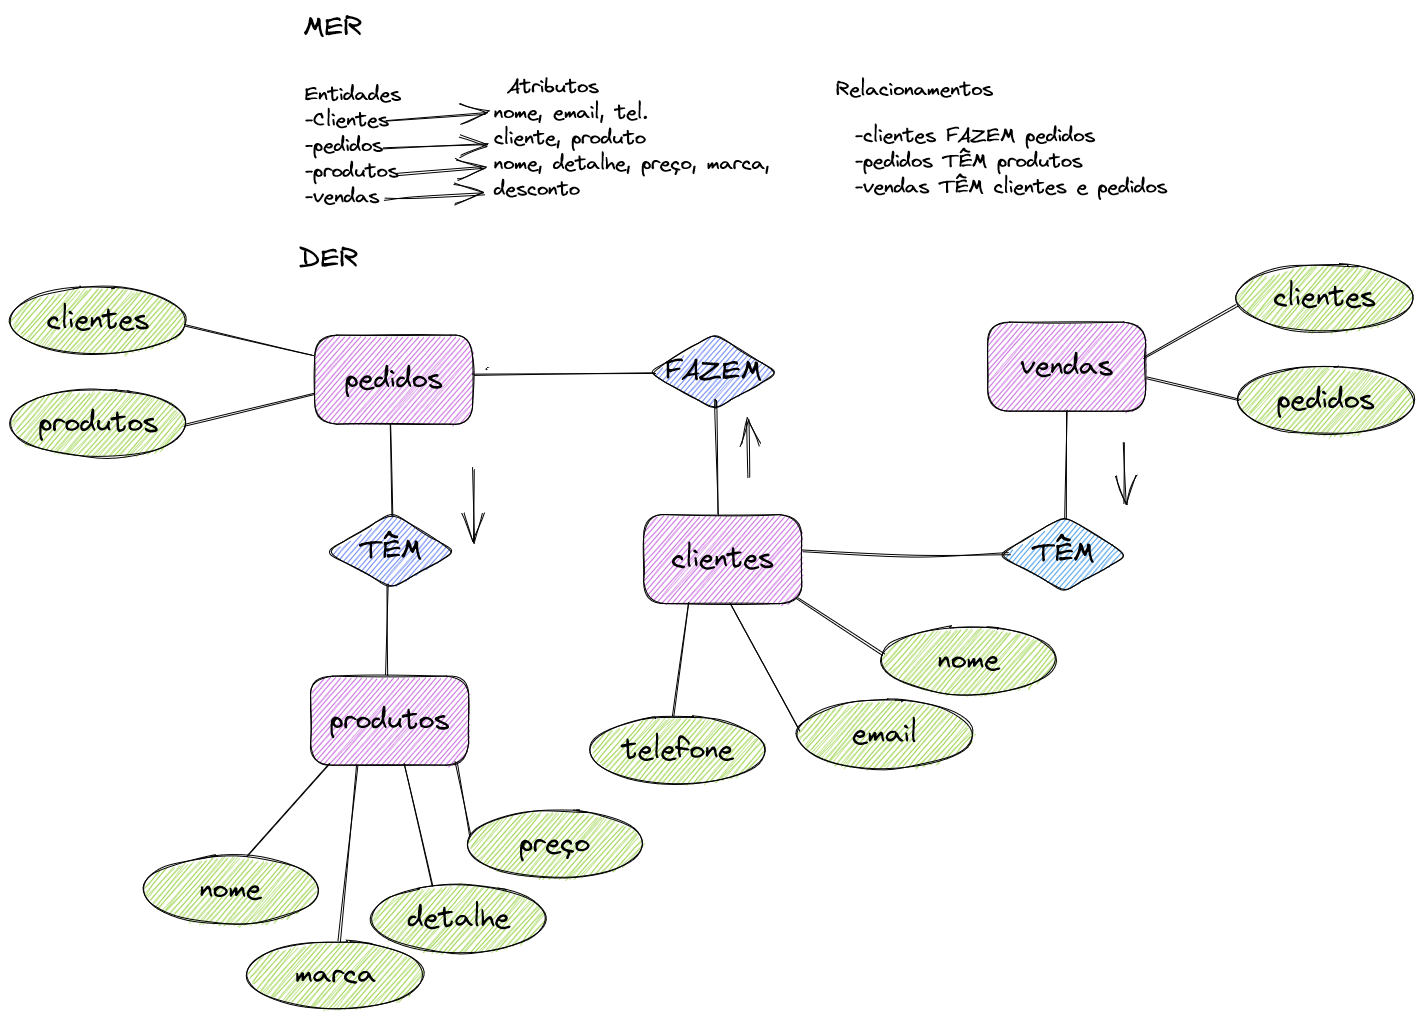 MER
Entidades
-Clientes
-pedidos
-produtos
-vendas
Atributos
nome, email, tel.
cliente, produto
nome, detalhe, preço, marca,
desconto
Relacionamentos
-clientes FAZEM pedidos
-pedidos TÊM produtos
-vendas TÊM clientes e pedidos
DER
clientes
produtos
pedidos
FAZEM
vendas
clientes
pedidos
TÊM
clientes
TÊM
produtos
telefone
email
nome
nome
marca
detalhe
preço